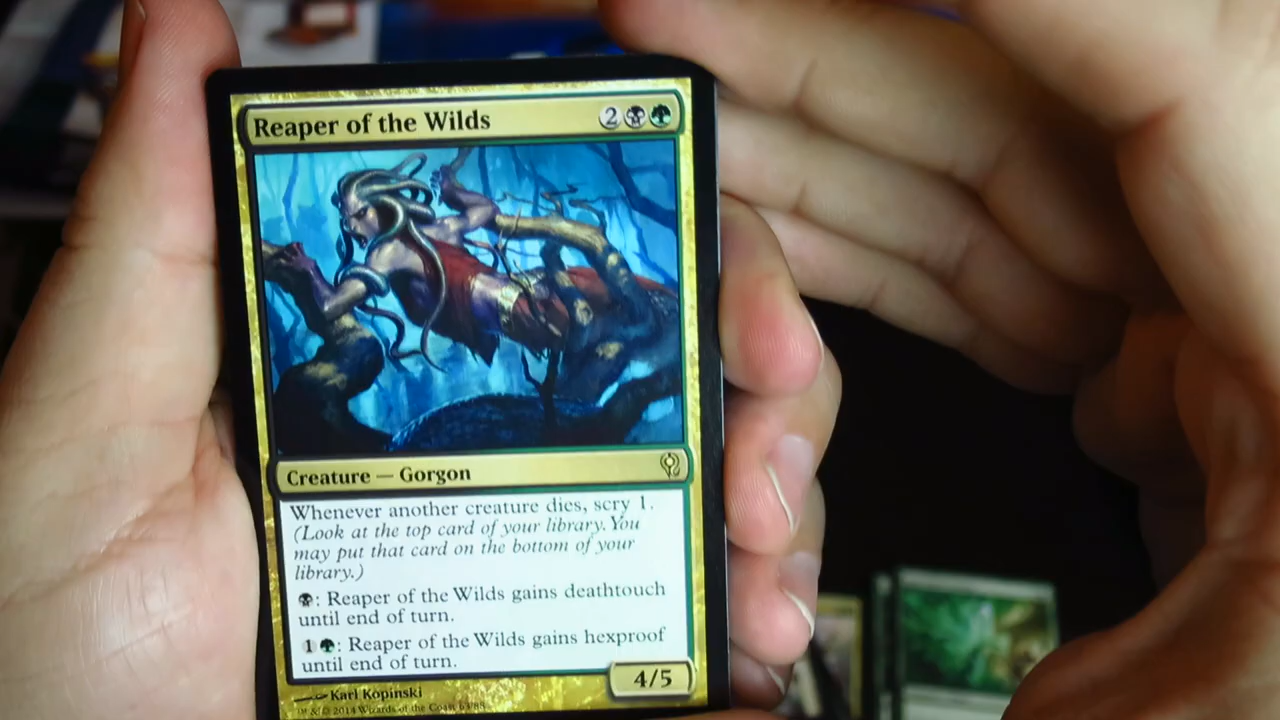 Reaper of the Wilds 2
Creature — Gorgon
Whenever another creature dies, scry 1.
(Look at the top card of your library. You
may put that card on the bottom of your
library.)
: Reaper of the Wilds gains deathtouch
until end of turn.
1 : Reaper of the Wilds gains hexproof
until end of turn.
4/5
Karl Kopinski
™ & © 2014 Wizards of the Coast